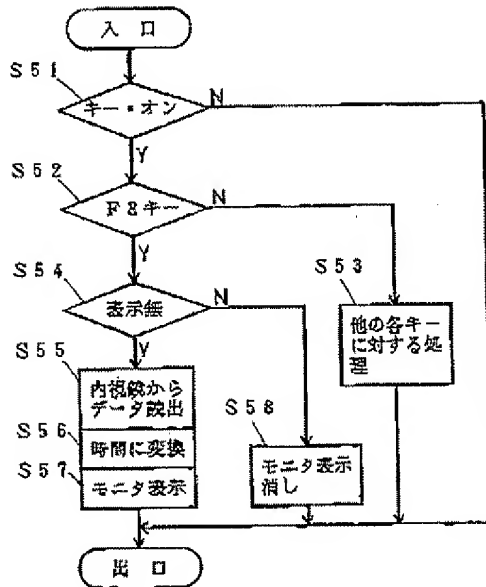 入 口
S51
キー・オン
N
Y
S52
F2キー
N
Y
S54
表示無
N
Y
S53
他の各キー
に対する処
理
S55
内視鏡から
データ読出
S56
時間に変換
S57
モニタ表示
S58
モニタ表示
消し
出 口